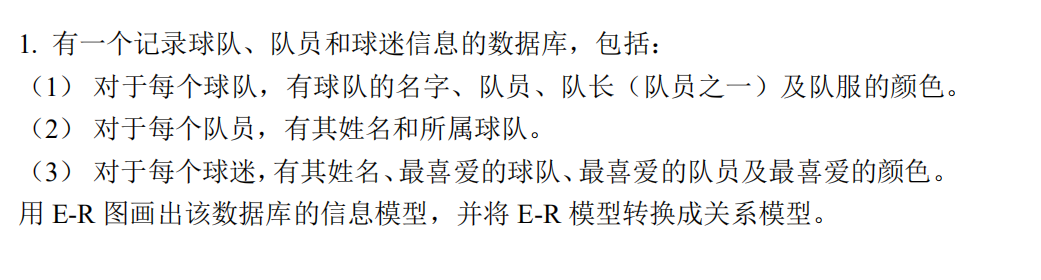 1. 有一个记录球队、队员和球迷信息的数据库，包括：
（1） 对于每个球队，有球队的名字、队员、队长（队员之一）及队服的颜色。
（2） 对于每个队员，有其姓名和所属球队。
（3） 对于每个球迷，有其姓名、最喜爱的球队、最喜爱的队员及最喜爱的颜色。
用 E-R 图画出该数据库的信息模型，并将 E-R 模型转换成关系模型。